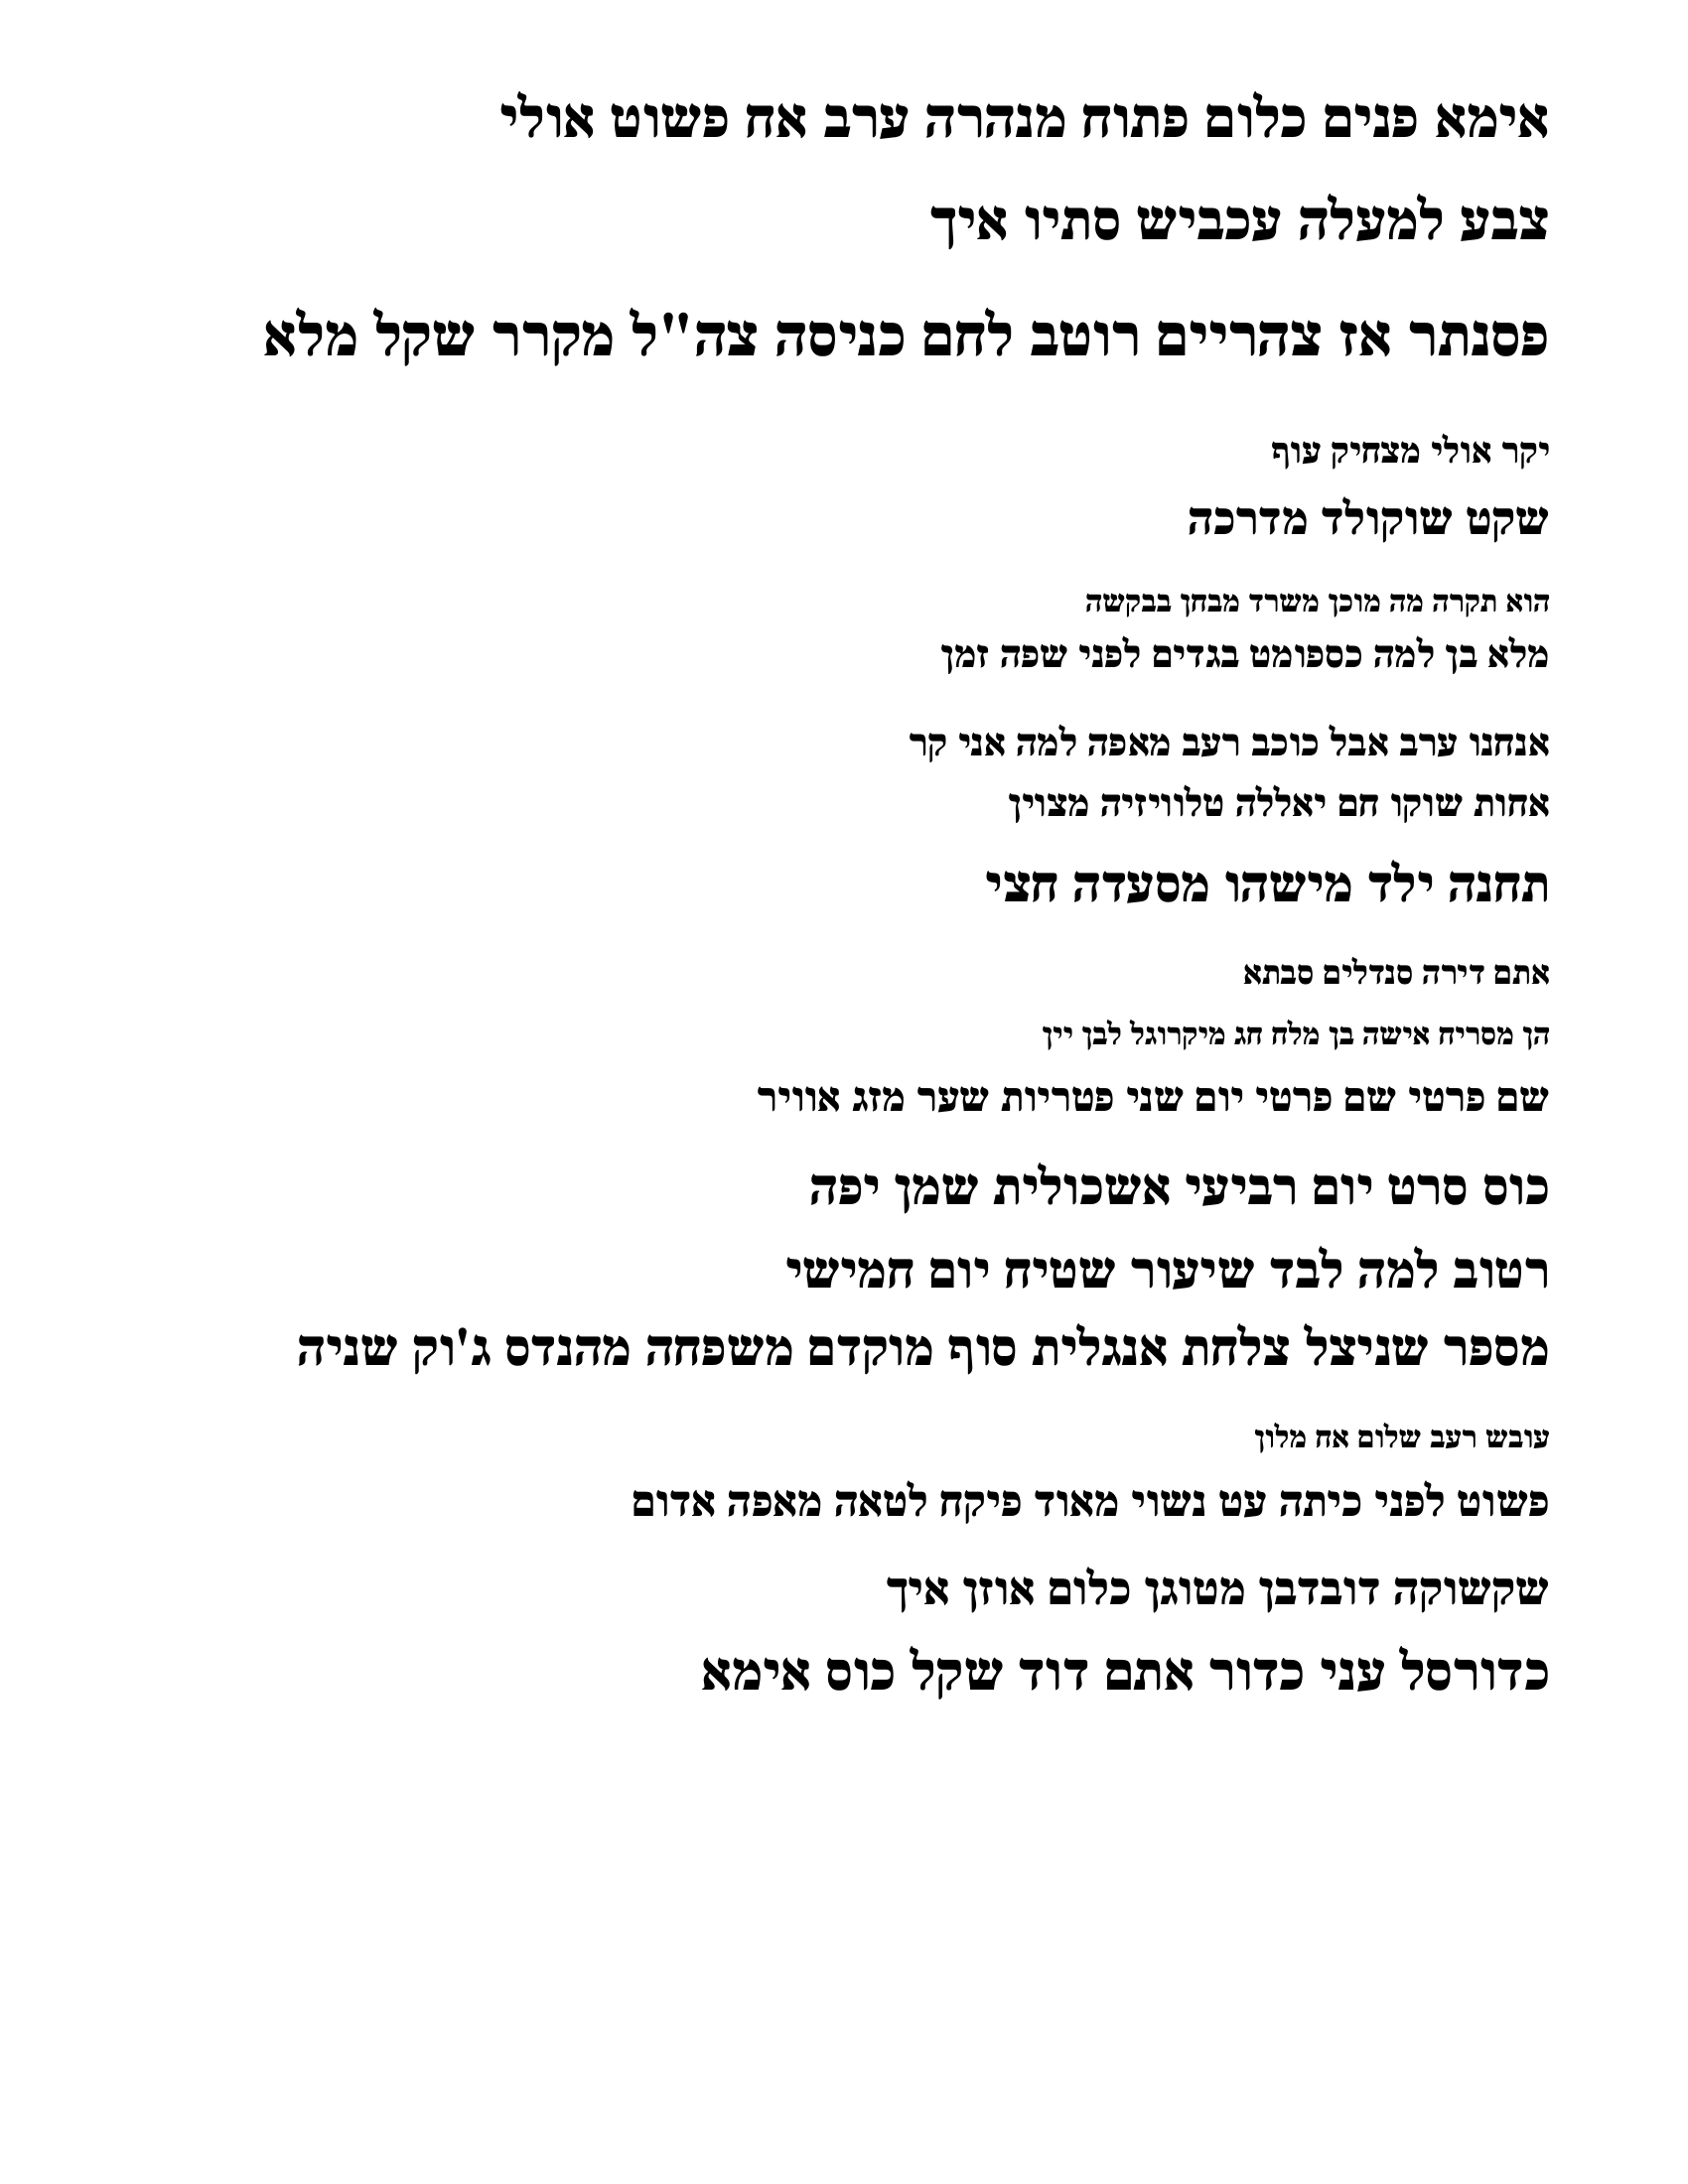 אימא פנים כלום פתוח מנהרה ערב אח פשוט אולי
צבע למעלה עכביש סתיו איך
פסנתר אז צהריים רוטב לחם כניסה צה"ל מקרר שקל מלא
יקר אולי מצחיק עוף
שקט שוקולד מדרכה
הוא תקרה מה מוכן משרד מבחן בבקשה
מלא בן למה כספומט בגדים לפני שפה זמן
אנחנו ערב אבל כוכב רעב מאפה למה אני קר
אחות שוקו חם יאללה טלוויזיה מצוין
תחנה ילד מישהו מסעדה חצי
אתם דירה סנדלים סבתא
הן מסריח אישה בן מלח חג מיקרוגל לבן יין
שם פרטי שם פרטי יום שני פטריות שער מזג אוויר
כוס סרט יום רביעי אשכולית שמן יפה
רטוב למה לבד שיעור שטיח יום חמישי
מספר שניצל צלחת אנגלית סוף מוקדם משפחה מהנדס ג'וק שניה
עובש רעב שלום אח מלון
פשוט לפני כיתה עט נשוי מאוד פיקח לטאה מאפה אדום
שקשוקה דובדבן מטוגן כלום אוזן איך
כדורסל עני כדור אתם דוד שקל כוס אימא